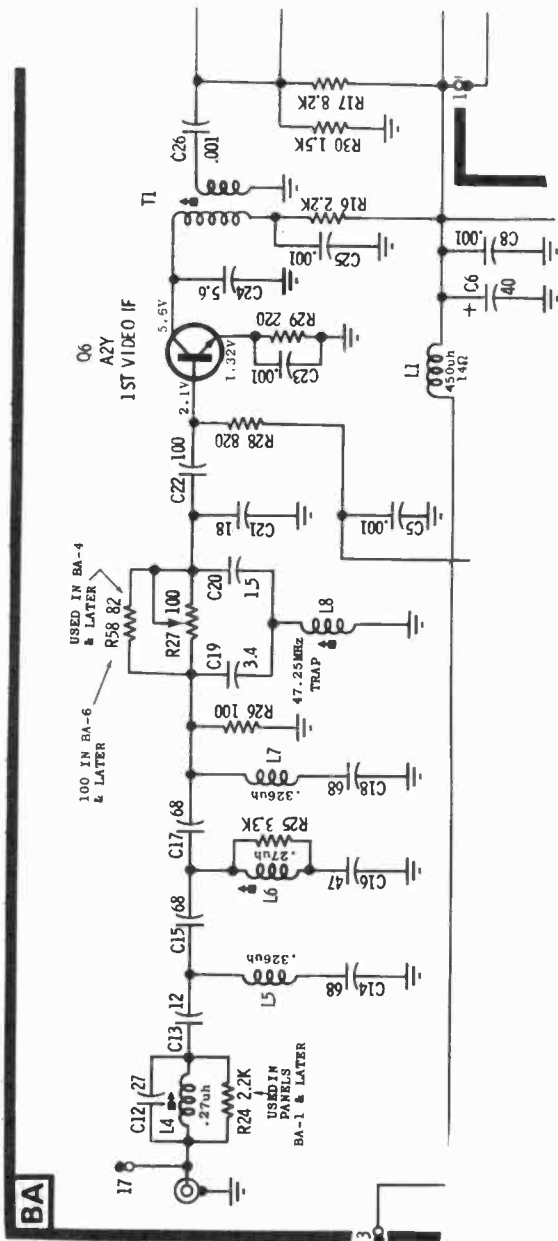 BA
17
3
C12 27
L4
.27uh
R24 2.2K
USED IN
PANELS
BA-1 & LATER
C13 12
L5 .326uh
C14 68
C15 68
L6 .27uh
R25 3.3K
C16 47
C17 68
L7 .326uh
C18 68
R26 100
100 IN BA-6
& LATER
USED IN BA-4
& LATER
R58 82
R27 100
C19 3.4
C20 15
47.25MHz
TRAP
L8
C21 18
C22 100
R28 820
C5 .001
Q6
A2Y
1ST VIDEO IF
2.1V
5.6V
1.32V
C23 .001
R29 220
C24 5.6
T1
C25 .001
R16 2.2K
C26 .001
R30 1.5K
R17 8.2K
L1
450uh
14Ω
+ C6 40
C8 .001
1